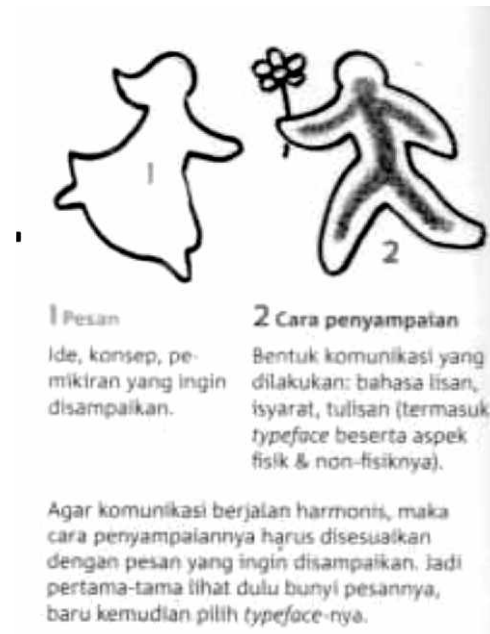 1
2
1 Pesan
Ide, konsep, pe-
mikiran yang ingin
disampaikan.
2 Cara penyampaian
Bentuk komunikasi yang
dilakukan: bahasa lisan,
isyarat, tulisan (termasuk
typeface beserta aspek
fisik & non-fisiknya).
Agar komunikasi berjalan harmonis, maka
cara penyampaiannya harus disesuaikan
dengan pesan yang ingin disampaikan. Jadi
pertama-tama lihat dulu bunyi pesannya,
baru kemudian pilih typeface-nya.